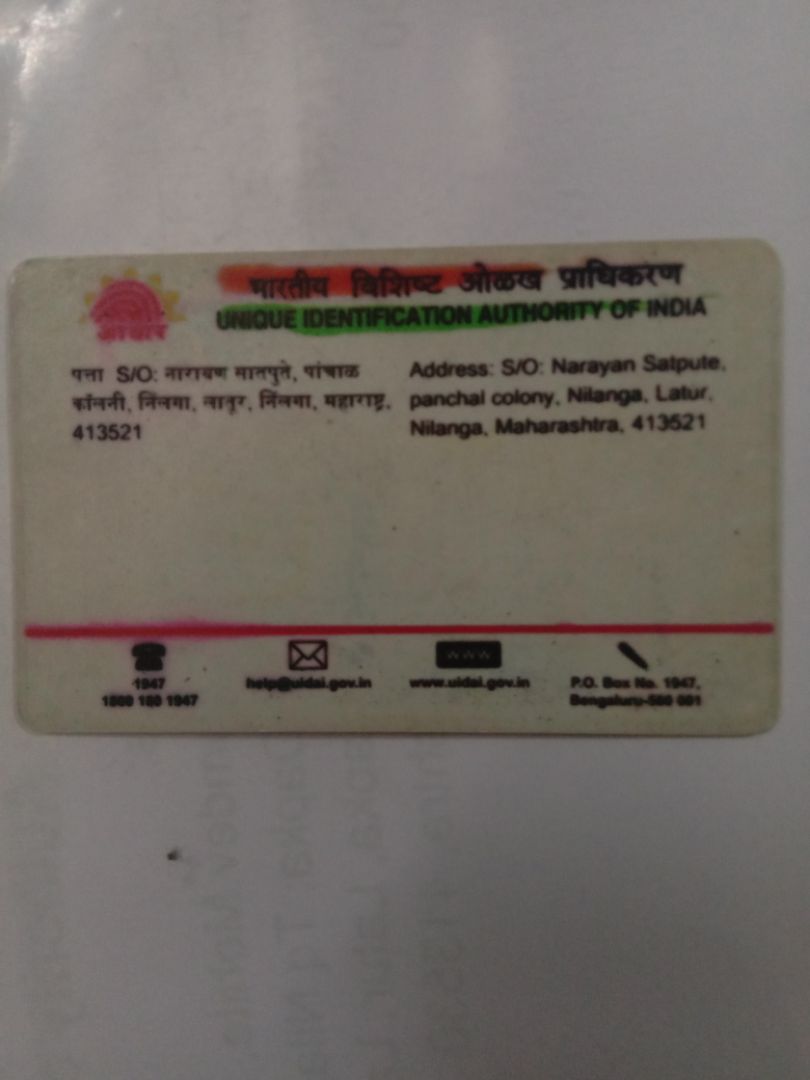 भारतीय विशिष्ट ओळख प्राधिकरण
UNIQUE IDENTIFICATION AUTHORITY OF INDIA
आधार
पत्ता S/O: नारायण सातपुते, पांचाळ
कॉलनी, निलंगा, लातूर, निलंगा, महाराष्ट्र,
413521
Address: S/O: Narayan Satpute,
panchal colony, Nilanga, Latur,
Nilanga, Maharashtra, 413521
1947
1800 180 1947
help@uidai.gov.in
WWW
www.uidai.gov.in
P.O. Box No. 1947,
Bengaluru-560 001